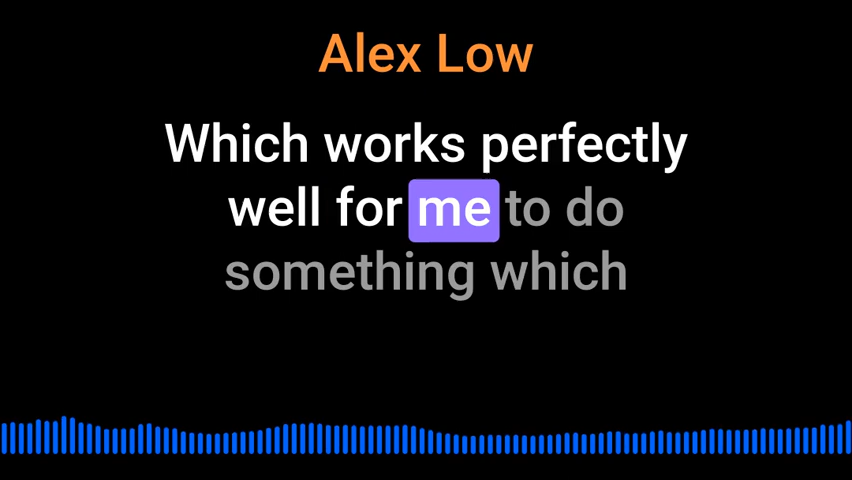 Alex Low
Which works perfectly
well for me to do
something which